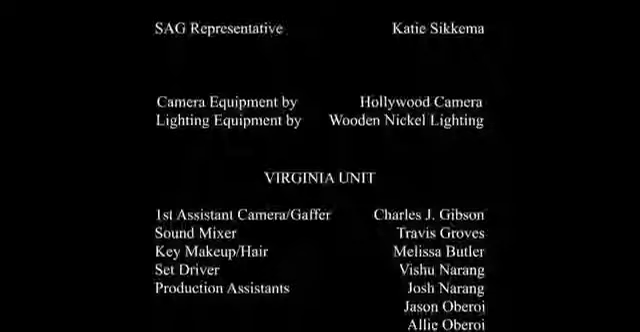 SAG Representative Katie Sikkema
Camera Equipment by Hollywood Camera
Lighting Equipment by Wooden Nickel Lighting
VIRGINIA UNIT
1st Assistant Camera/Gaffer Charles J. Gibson
Sound Mixer Travis Groves
Key Makeup/Hair Melissa Butler
Set Driver Vishu Narang
Production Assistants Josh Narang
Jason Oberoi
Allie Oberoi